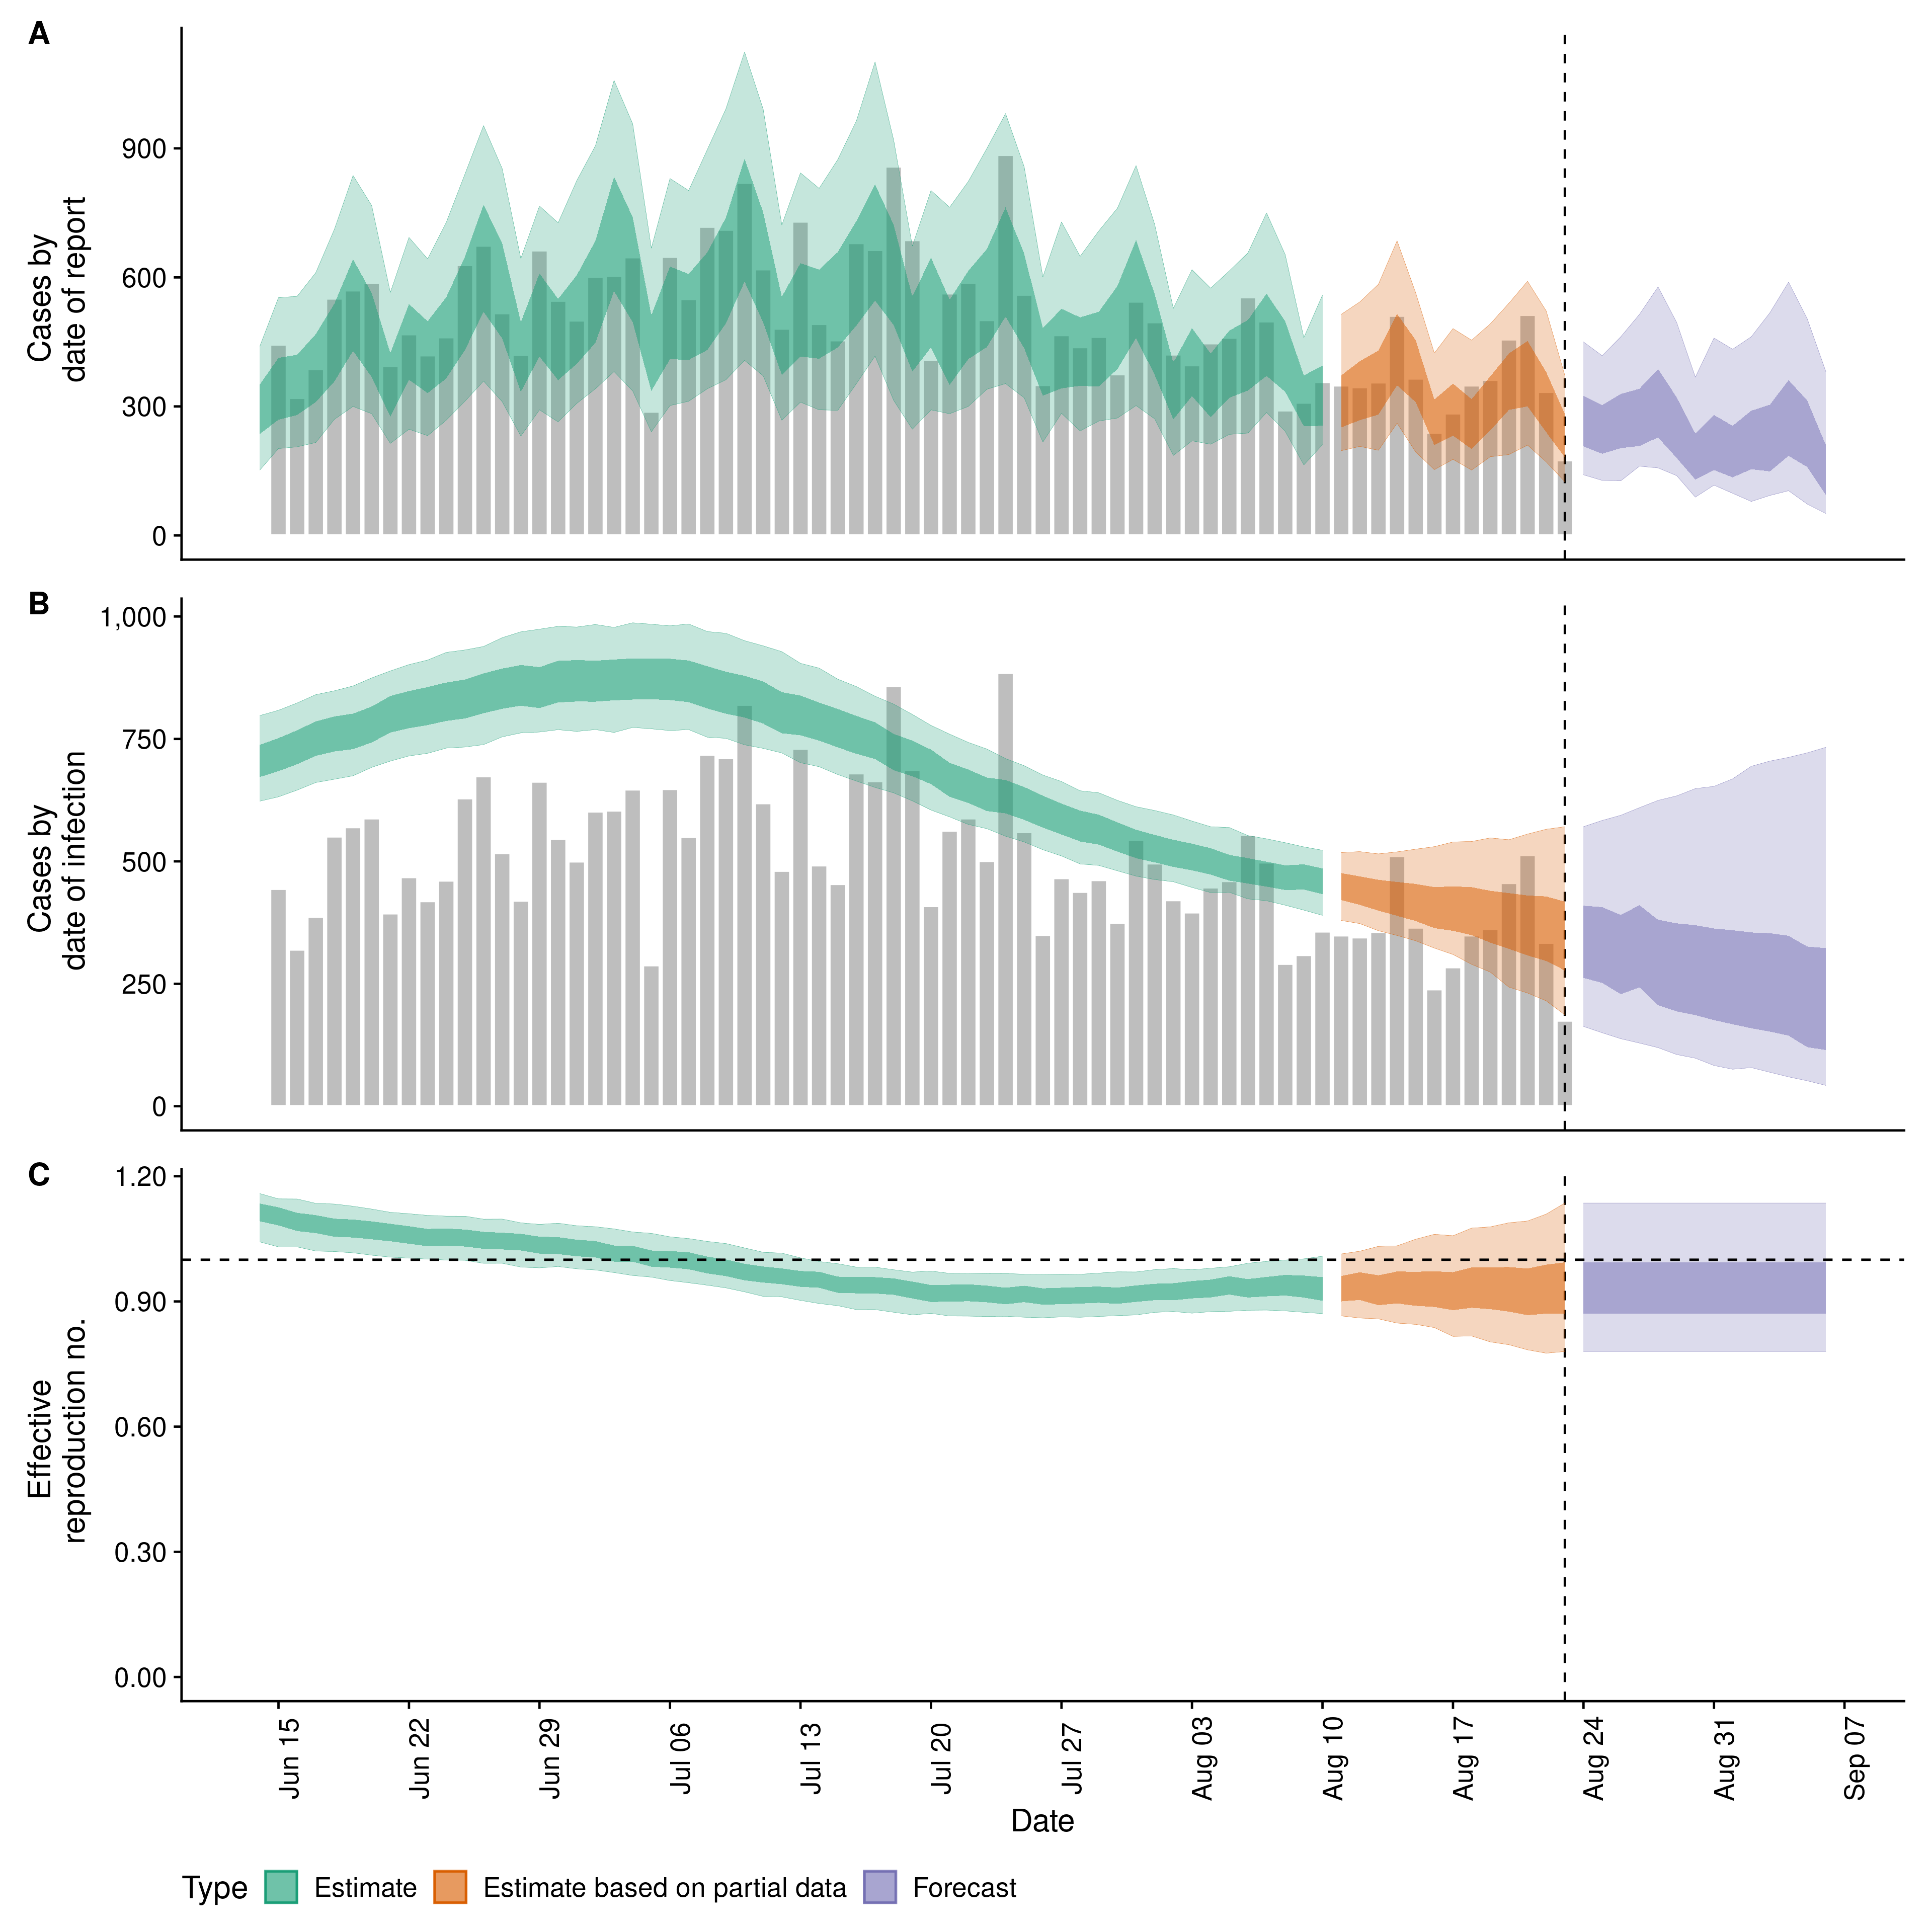 A
Cases by
date of report
900
600
300
0
B
Cases by
date of infection
1,000
750
500
250
0
C
Effective
reproduction no.
1.20
0.90
0.60
0.30
0.00
Jun 15
Jun 22
Jun 29
Jul 06
Jul 13
Jul 20
Jul 27
Aug 03
Aug 10
Aug 17
Aug 24
Aug 31
Sep 07
Date
Type Estimate Estimate based on partial data Forecast